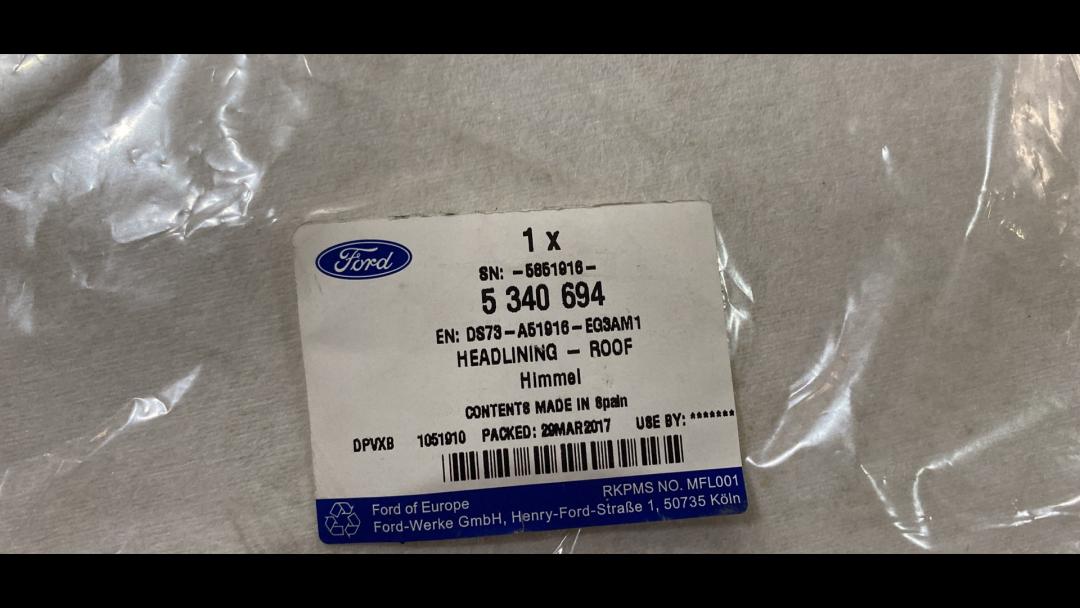 Ford
1 x
SN: -5851916-
5 340 694
EN: DS73-A51916-EG3AM1
HEADLINING - ROOF
Himmel
CONTENTS MADE IN Spain
DPVXB 1051910 PACKED: 29MAR2017 USE BY: *******
RKPMS NO. MFL001
Ford of Europe
Ford-Werke GmbH, Henry-Ford-Straße 1, 50735 Köln